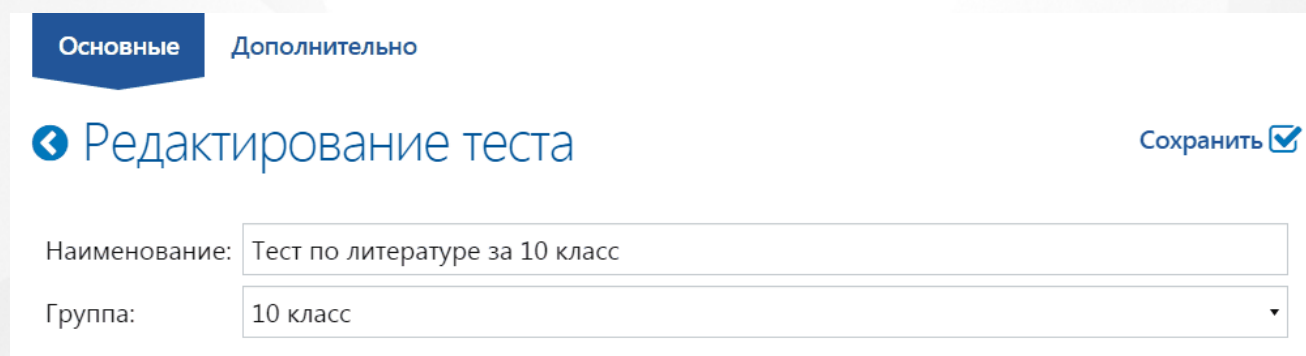 Основные Дополнительно
Редактирование теста Сохранить
Наименование: Тест по литературе за 10 класс
Группа: 10 класс